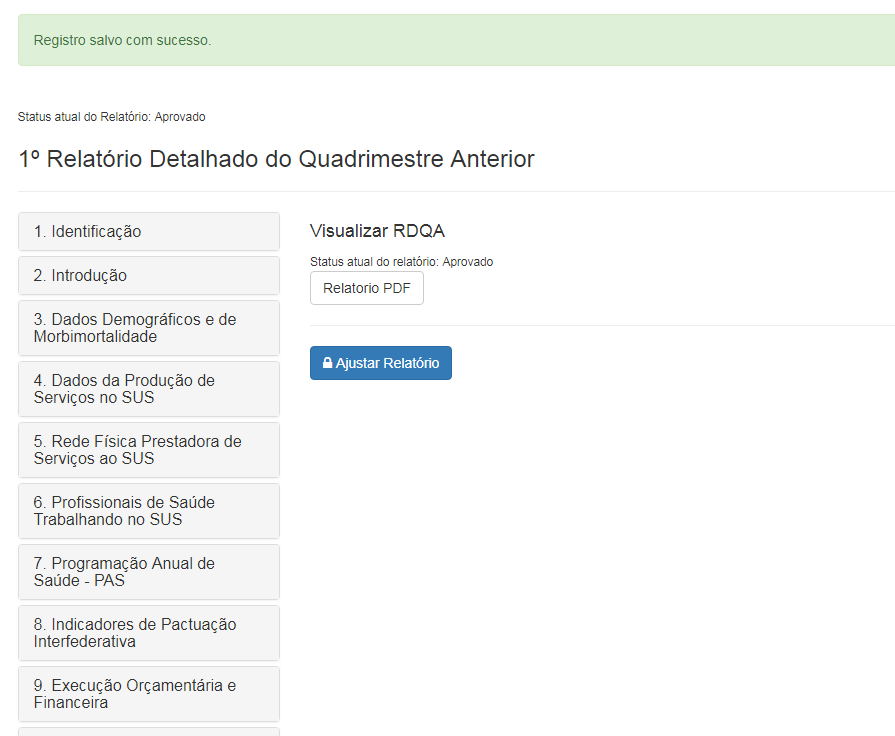 Registro salvo com sucesso.
Status atual do Relatório: Aprovado
1º Relatório Detalhado do Quadrimestre Anterior
1. Identificação
2. Introdução
3. Dados Demográficos e de
Morbimortalidade
4. Dados da Produção de
Serviços no SUS
5. Rede Física Prestadora de
Serviços ao SUS
6. Profissionais de Saúde
Trabalhando no SUS
7. Programação Anual de
Saúde - PAS
8. Indicadores de Pactuação
Interfederativa
9. Execução Orçamentária e
Financeira
Visualizar RDQA
Status atual do relatório: Aprovado
Relatorio PDF
Ajustar Relatório